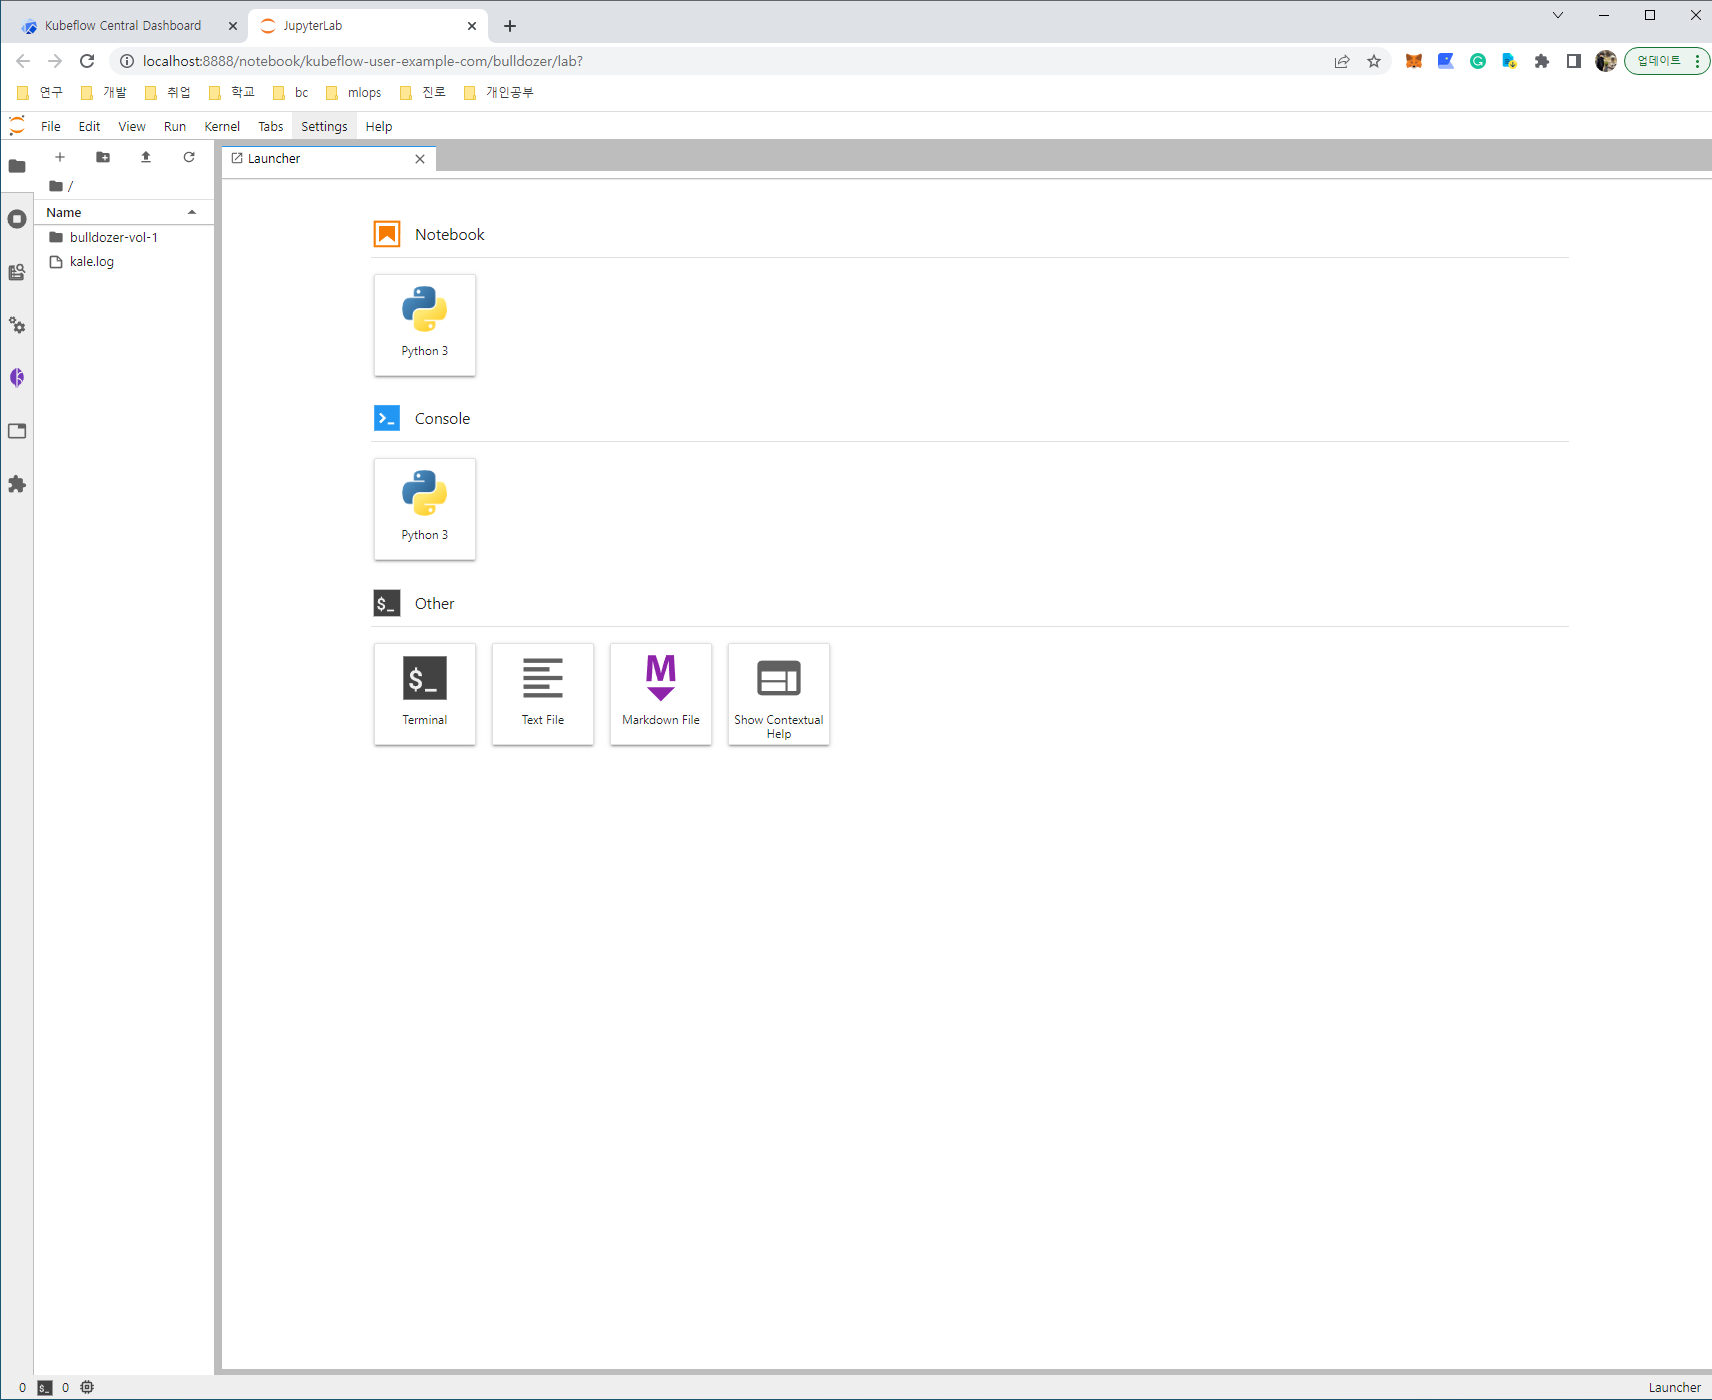 Kubeflow Central Dashboard
JupyterLab
localhost:8888/notebook/kubeflow-user-example-com/bulldozer/lab?
업데이트
연구 개발 취업 학교 bc mlops 진로 개인공부
File Edit View Run Kernel Tabs Settings Help
Launcher
/
Name
bulldozer-vol-1
kale.log
Notebook
Python 3
Console
Python 3
$_ Other
$_
Terminal
Text File
M
Markdown File
Show Contextual
Help
0 $_ 0
Launcher